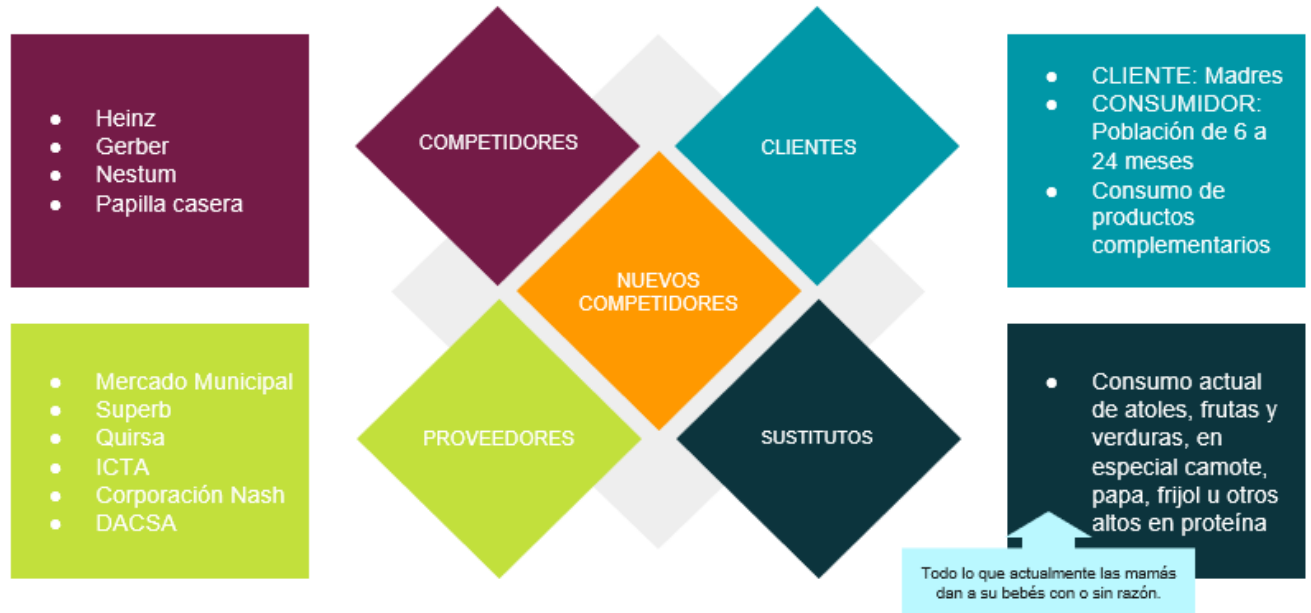 Heinz
Gerber
Nestum
Papilla casera
COMPETIDORES
CLIENTES
CLIENTE: Madres
CONSUMIDOR:
Población de 6 a
24 meses
Consumo de
productos
complementarios
NUEVOS
COMPETIDORES
Mercado Municipal
Superb
Quirsa
ICTA
Corporación Nash
DACSA
PROVEEDORES
SUSTITUTOS
Consumo actual
de atoles, frutas y
verduras, en
especial camote,
papa, frijol u otros
altos en proteína
Todo lo que actualmente las mamás
dan a su bebés con o sin razón.